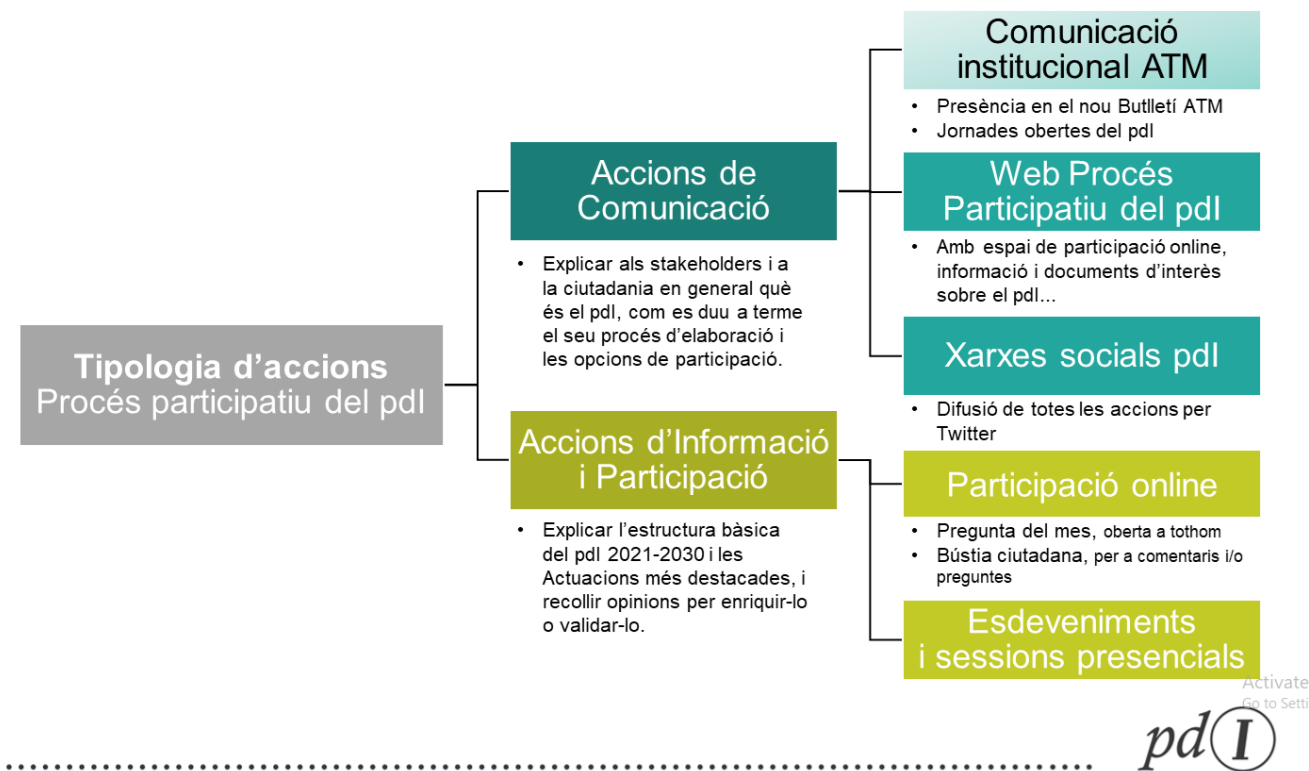 Tipologia d’accions
Procés participatiu del pdI
Accions de
Comunicació
• Explicar als stakeholders i a
la ciutadania en general què
és el pdI, com es duu a terme
el seu procés d’elaboració i
les opcions de participació.
Accions d’Informació
i Participació
• Explicar l’estructura bàsica
del pdI 2021-2030 i les
Actuacions més destacades, i
recollir opinions per enriquir-lo
o validar-lo.
Comunicació
institucional ATM
• Presència en el nou Butlletí ATM
• Jornades obertes del pdI
Web Procés
Participatiu del pdI
• Amb espai de participació online,
informació i documents d’interès
sobre el pdI...
Xarxes socials pdI
• Difusió de totes les accions per
Twitter
Participació online
• Pregunta del mes, oberta a tothom
• Bústia ciutadana, per a comentaris i/o
preguntes
Esdeveniments
i sessions presencials
Activate
Go to Setti
pdI